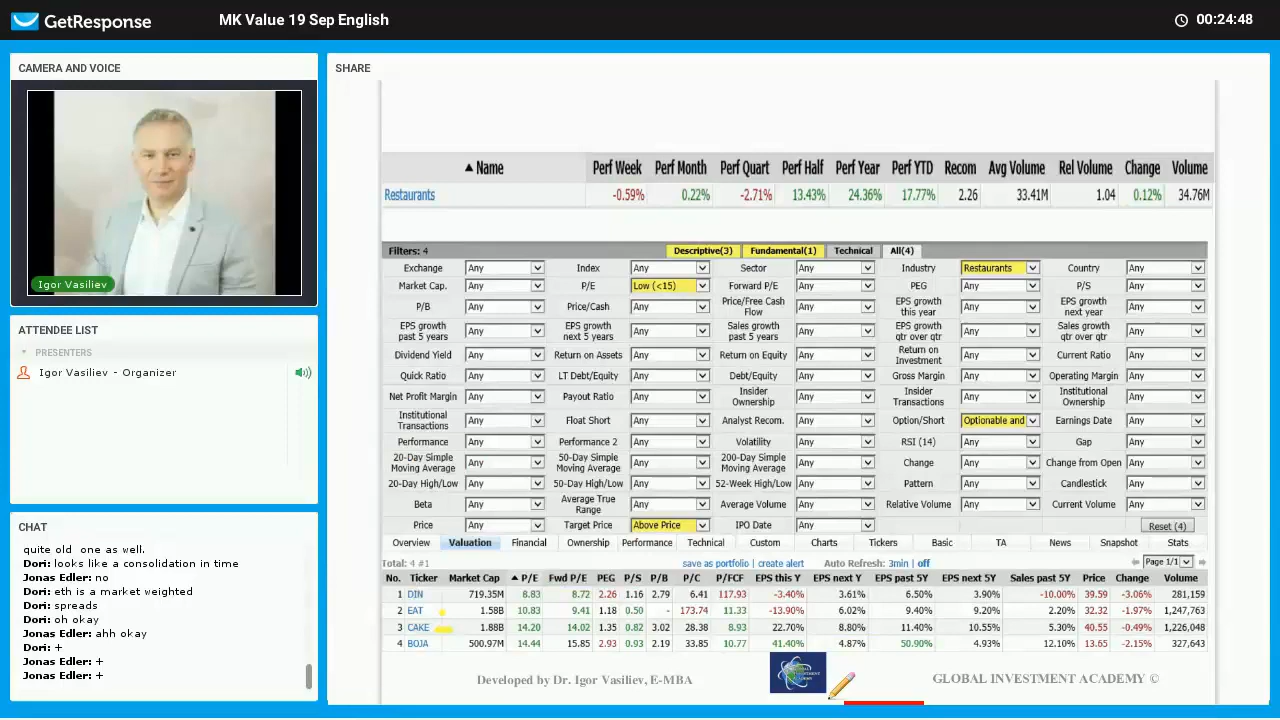 GetResponse MK Value 19 Sep English 00:24:48
CAMERA AND VOICE
Igor Vasiliev
ATTENDEE LIST
PRESENTERS
Igor Vasiliev - Organizer
CHAT
quite old one as well.
Dori: looks like a consolidation in time
Jonas Edler: no
Dori: eth is a market weighted
Dori: spreads
Dori: oh okay
Jonas Edler: ahh okay
Dori: +
Jonas Edler: +
Jonas Edler: +
SHARE
Name Perf Week Perf Month Perf Quart Perf Half Perf Year Perf YTD Recom Avg Volume Rel Volume Change Volume
Restaurants -0.59% 0.22% -2.71% 13.43% 24.36% 17.77% 2.26 33.41M 1.04 0.12% 34.76M
Filters: 4 Descriptive(3) Fundamental(1) Technical All(4)
Exchange Any Index Any Sector Any Industry Restaurants Country Any
Market Cap. Any P/E Low (<15) Forward P/E Any PEG Any P/S Any
P/B Any Price/Cash Any Price/Free Cash Flow Any EPS growth this year Any EPS growth next year Any
EPS growth past 5 years Any EPS growth next 5 years Any Sales growth past 5 years Any EPS growth qtr over qtr Any Sales growth qtr over qtr Any
Dividend Yield Any Return on Assets Any Return on Equity Any Return on Investment Any Current Ratio Any
Quick Ratio Any LT Debt/Equity Any Debt/Equity Any Gross Margin Any Operating Margin Any
Net Profit Margin Any Payout Ratio Any Insider Ownership Any Insider Transactions Any Institutional Ownership Any
Institutional Transactions Any Float Short Any Analyst Recom. Any Option/Short Optionable and Earnings Date Any
Performance Any Performance 2 Any Volatility Any RSI (14) Any Gap Any
20-Day Simple Moving Average Any 50-Day Simple Moving Average Any 200-Day Simple Moving Average Any Change Any Change from Open Any
20-Day High/Low Any 50-Day High/Low Any 52-Week High/Low Any Pattern Any Candlestick Any
Beta Any Average True Range Any Average Volume Any Relative Volume Any Current Volume Any
Price Any Target Price Above Price IPO Date Any Reset (4)
Overview Valuation Financial Ownership Performance Technical Custom Charts Tickers Basic TA News Snapshot Stats
Total: 4 #1 save as portfolio | create alert Auto Refresh: 3min | off Page 1/1
No. Ticker Market Cap P/E Fwd P/E PEG P/S P/B P/C P/FCF EPS this Y EPS next Y EPS past 5Y EPS next 5Y Sales past 5Y Price Change Volume
1 DIN 719.35M 8.83 8.72 2.26 1.16 2.79 6.41 117.93 -3.40% 3.61% 6.50% 3.90% -10.00% 39.59 -3.06% 281,159
2 EAT 1.58B 10.83 9.41 1.18 0.50 - 173.74 11.33 -13.90% 6.02% 9.40% 9.20% 2.20% 32.32 -1.97% 1,247,763
3 CAKE 1.88B 14.20 14.02 1.35 0.82 3.02 28.38 8.93 22.70% 8.80% 11.40% 10.55% 5.30% 40.55 -0.49% 1,226,048
4 BOJA 500.97M 14.44 15.85 2.93 0.93 2.19 33.85 10.77 41.40% 4.87% 50.90% 4.93% 12.10% 13.65 -2.15% 327,643
Developed by Dr. Igor Vasiliev, E-MBA GLOBAL INVESTMENT ACADEMY ©